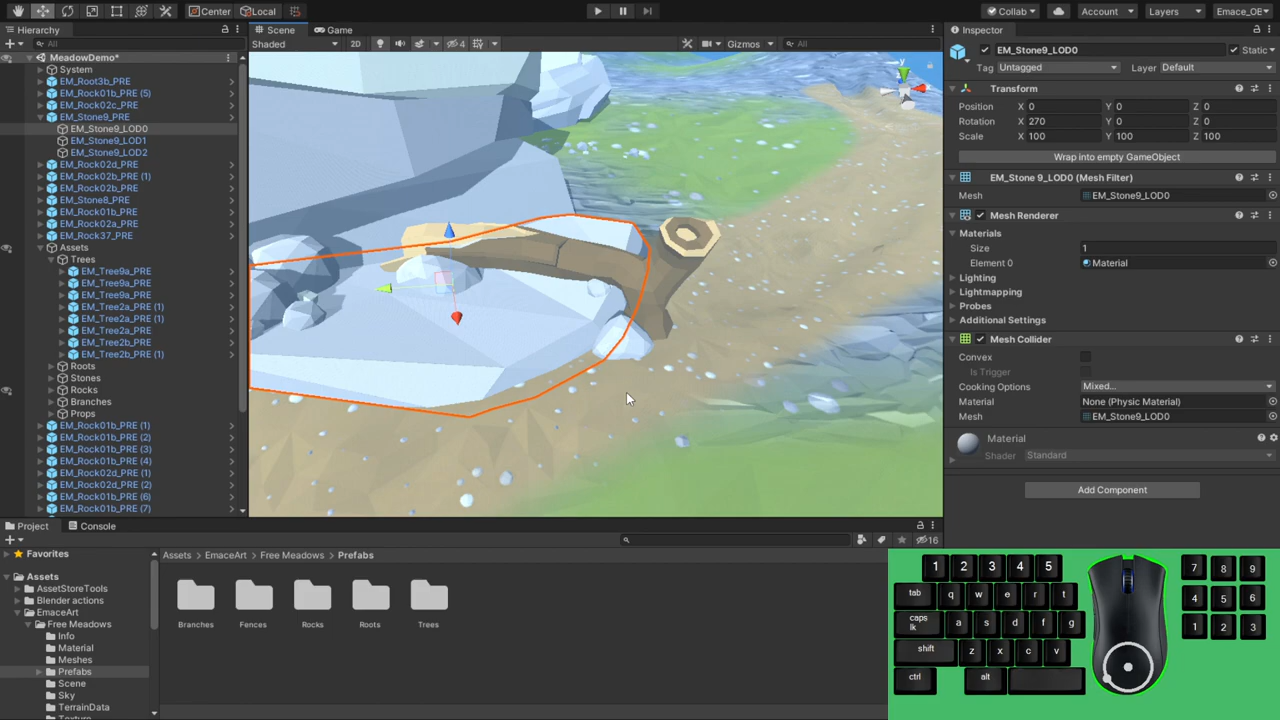 Center Local Collab Account Layers Emace_OE
Hierarchy Scene Game Inspector
All Shaded 2D 4 Gizmos All
EM_Stone9_LOD0 Static
MeadowDemo*
System
EM_Root3b_PRE
EM_Rock01b_PRE (5)
EM_Rock02c_PRE
EM_Stone9_PRE
EM_Stone9_LOD0
EM_Stone9_LOD1
EM_Stone9_LOD2
EM_Rock02d_PRE
EM_Rock02b_PRE (1)
EM_Rock02b_PRE
EM_Stone8_PRE
EM_Rock01b_PRE
EM_Rock02a_PRE
EM_Rock37_PRE
Assets
Trees
EM_Tree9a_PRE
EM_Tree9a_PRE
EM_Tree9a_PRE
EM_Tree2a_PRE (1)
EM_Tree2a_PRE (1)
EM_Tree2a_PRE
EM_Tree2b_PRE
EM_Tree2b_PRE (1)
Roots
Stones
Rocks
Branches
Props
EM_Rock01b_PRE (1)
EM_Rock01b_PRE (2)
EM_Rock01b_PRE (3)
EM_Rock01b_PRE (4)
EM_Rock02d_PRE (1)
EM_Rock02d_PRE (2)
EM_Rock01b_PRE (6)
EM_Rock01b_PRE (7)
y
Tag Untagged Layer Default
Transform
Position X 0 Y 0 Z 0
Rotation X 270 Y 0 Z 0
Scale X 100 Y 100 Z 100
Wrap into empty GameObject
EM_Stone 9_LOD0 (Mesh Filter)
Mesh EM_Stone9_LOD0
Mesh Renderer
Materials
Size 1
Element 0 Material
Lighting
Lightmapping
Probes
Additional Settings
Mesh Collider
Convex
Is Trigger
Cooking Options Mixed...
Material None (Physic Material)
Mesh EM_Stone9_LOD0
Material
Shader Standard
Add Component
Project Console
16
Favorites
Assets
AssetStoreTools
Blender actions
EmaceArt
Free Meadows
Info
Material
Meshes
Prefabs
Scene
Sky
TerrainData
Texture
Assets EmaceArt Free Meadows Prefabs
Branches Fences Rocks Roots Trees
1 2 3 4 5 7 8 9
tab q w e r t 4 5 6
caps lk a s d f g 1 2 3
shift z x c v
ctrl alt